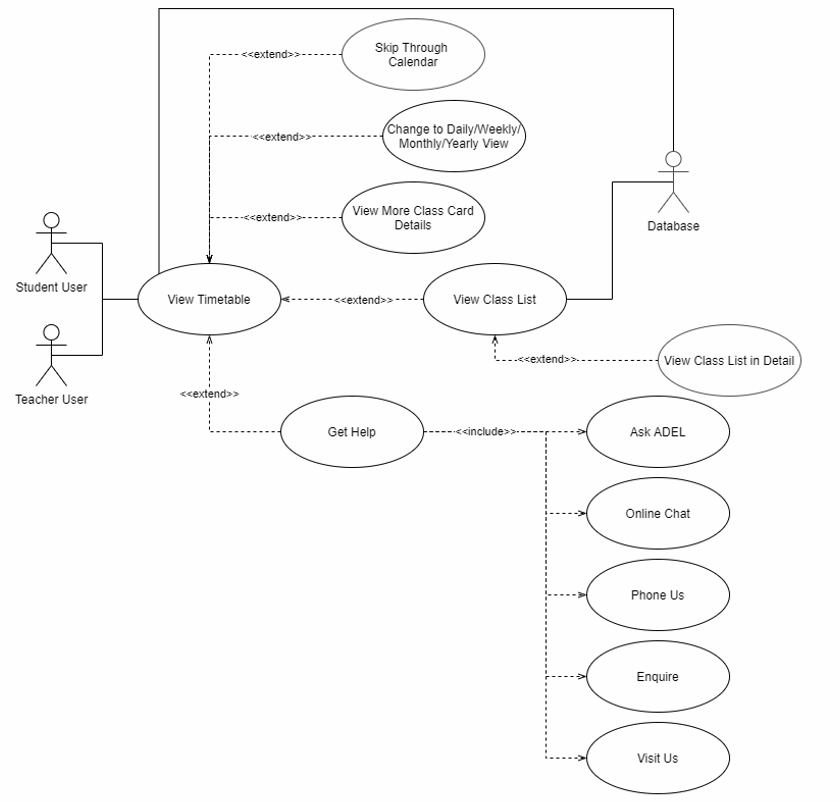 <<extend>>
Skip Through
Calendar
<<extend>>
Change to Daily/Weekly/
Monthly/Yearly View
<<extend>>
View More Class Card
Details
Database
Student User
View Timetable
<<extend>>
View Class List
<<extend>>
View Class List in Detail
Teacher User
<<extend>>
Get Help
<<include>>
Ask ADEL
Online Chat
Phone Us
Enquire
Visit Us